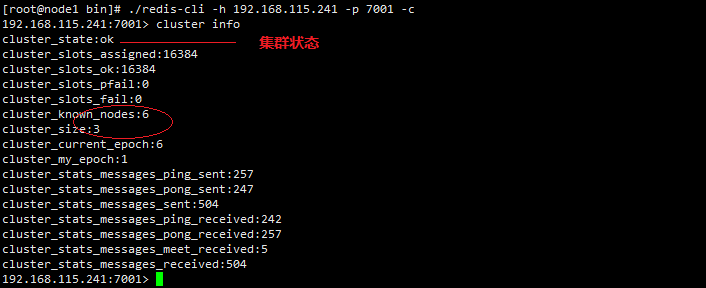 [root@node1 bin]# ./redis-cli -h 192.168.115.241 -p 7001 -c
192.168.115.241:7001> cluster info
cluster_state:ok 集群状态
cluster_slots_assigned:16384
cluster_slots_ok:16384
cluster_slots_pfail:0
cluster_slots_fail:0
cluster_known_nodes:6
cluster_size:3
cluster_current_epoch:6
cluster_my_epoch:1
cluster_stats_messages_ping_sent:257
cluster_stats_messages_pong_sent:247
cluster_stats_messages_sent:504
cluster_stats_messages_ping_received:242
cluster_stats_messages_pong_received:257
cluster_stats_messages_meet_received:5
cluster_stats_messages_received:504
192.168.115.241:7001>